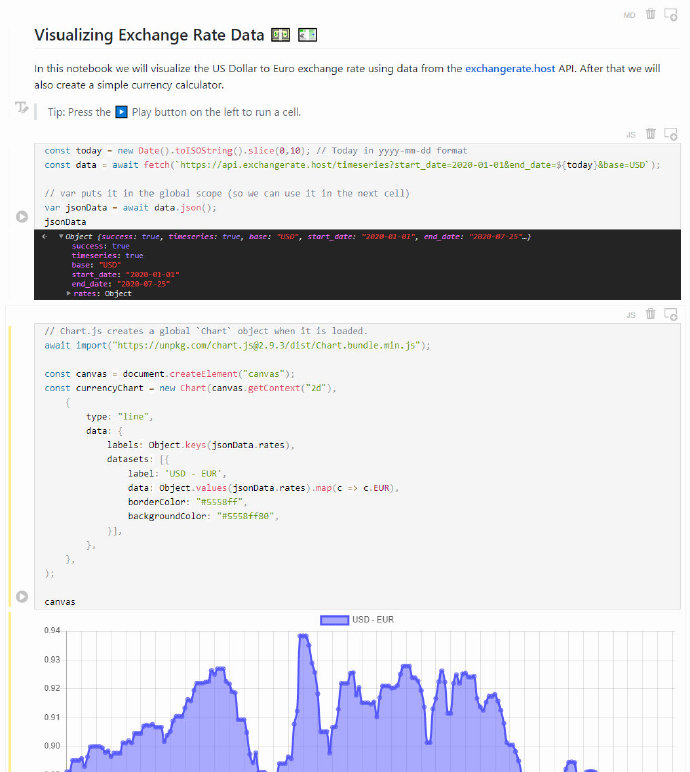 MD
Visualizing Exchange Rate Data 💵 💶
In this notebook we will visualize the US Dollar to Euro exchange rate using data from the exchangerate.host API. After that we will
also create a simple currency calculator.
Tip: Press the ▶ Play button on the left to run a cell.
JS
const today = new Date().toISOString().slice(0,10); // Today in yyyy-mm-dd format
const data = await fetch(`https://api.exchangerate.host/timeseries?start_date=2020-01-01&end_date=${today}&base=USD`);
// var puts it in the global scope (so we can use it in the next cell)
var jsonData = await data.json();
jsonData
Object {success: true, timeseries: true, base: "USD", start_date: "2020-01-01", end_date: "2020-07-25"…}
success: true
timeseries: true
base: "USD"
start_date: "2020-01-01"
end_date: "2020-07-25"
rates: Object
JS
// Chart.js creates a global `Chart` object when it is loaded.
await import("https://unpkg.com/chart.js@2.9.3/dist/Chart.bundle.min.js");
const canvas = document.createElement("canvas");
const currencyChart = new Chart(canvas.getContext("2d"),
{
type: "line",
data: {
labels: Object.keys(jsonData.rates),
datasets: [{
label: 'USD - EUR',
data: Object.values(jsonData.rates).map(c => c.EUR),
borderColor: "#5558ff",
backgroundColor: "#5558ff80",
}],
},
},
);
canvas
USD - EUR
0.94
0.93
0.92
0.91
0.90